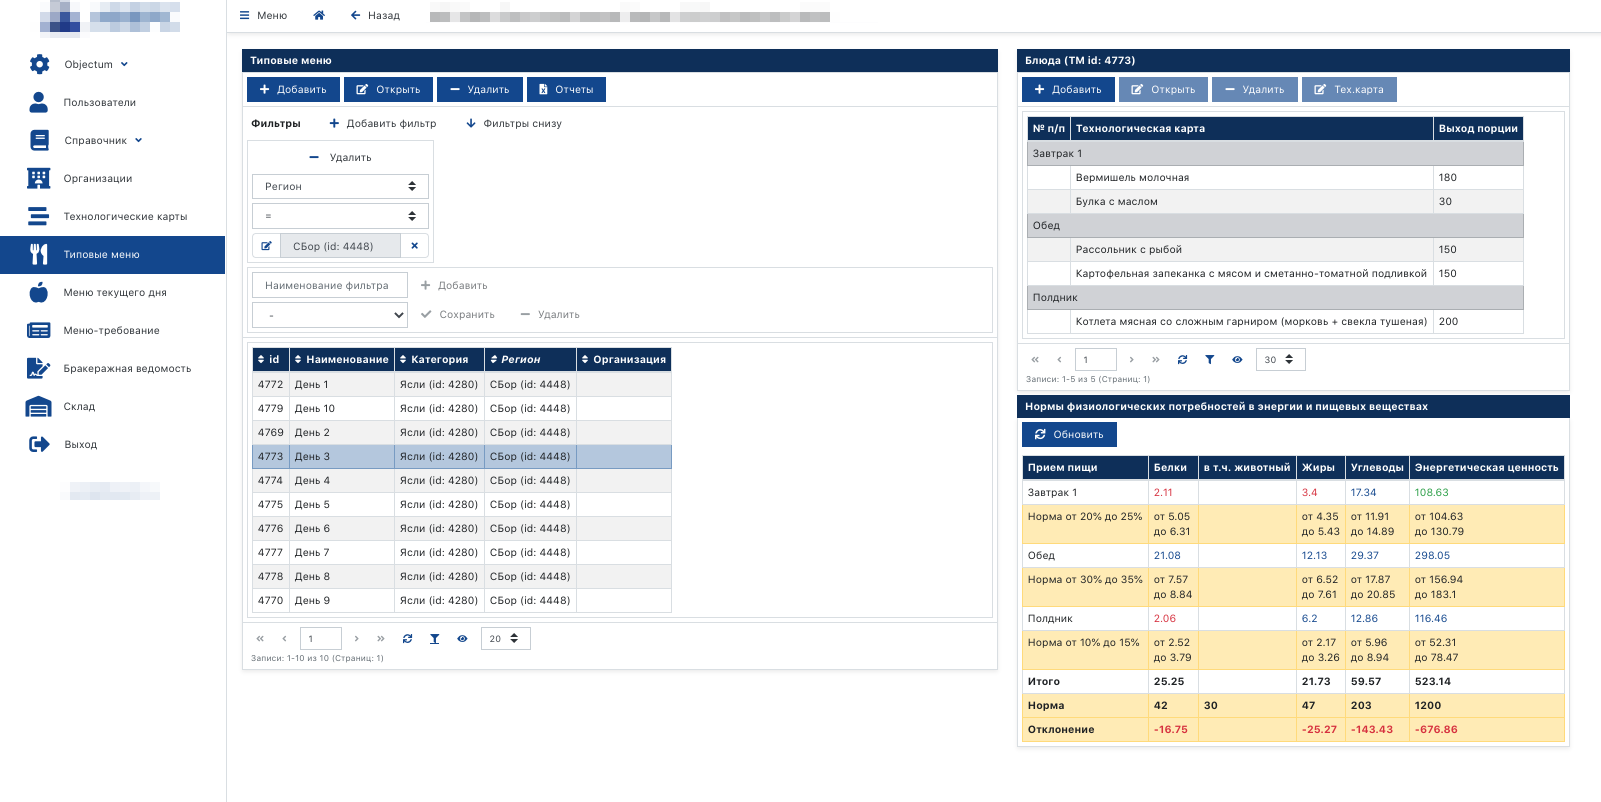 Меню
Назад
Objectum
Пользователи
Справочник
Организации
Технологические карты
Типовые меню
Меню текущего дня
Меню-требование
Бракеражная ведомость
Склад
Выход
Типовые меню
Добавить Открыть Удалить Отчеты
Фильтры Добавить фильтр Фильтры снизу
Удалить
Регион
=
СБор (id: 4448)
Наименование фильтра Добавить
- Сохранить Удалить
id Наименование Категория Регион Организация
4772 День 1 Ясли (id: 4280) СБор (id: 4448)
4779 День 10 Ясли (id: 4280) СБор (id: 4448)
4769 День 2 Ясли (id: 4280) СБор (id: 4448)
4773 День 3 Ясли (id: 4280) СБор (id: 4448)
4774 День 4 Ясли (id: 4280) СБор (id: 4448)
4775 День 5 Ясли (id: 4280) СБор (id: 4448)
4776 День 6 Ясли (id: 4280) СБор (id: 4448)
4777 День 7 Ясли (id: 4280) СБор (id: 4448)
4778 День 8 Ясли (id: 4280) СБор (id: 4448)
4770 День 9 Ясли (id: 4280) СБор (id: 4448)
« ‹ 1 › » 20
Записи: 1-10 из 10 (Страниц: 1)
Блюда (ТМ id: 4773)
Добавить Открыть Удалить Тех.карта
№ п/п Технологическая карта Выход порции
Завтрак 1
Вермишель молочная 180
Булка с маслом 30
Обед
Рассольник с рыбой 150
Картофельная запеканка с мясом и сметанно-томатной подливкой 150
Полдник
Котлета мясная со сложным гарниром (морковь + свекла тушеная) 200
« ‹ 1 › » 30
Записи: 1-5 из 5 (Страниц: 1)
Нормы физиологических потребностей в энергии и пищевых веществах
Обновить
Прием пищи Белки в т.ч. животный Жиры Углеводы Энергетическая ценность
Завтрак 1 2.11 3.4 17.34 108.63
Норма от 20% до 25% от 5.05 от 4.35 от 11.91 от 104.63
до 6.31 до 5.43 до 14.89 до 130.79
Обед 21.08 12.13 29.37 298.05
Норма от 30% до 35% от 7.57 от 6.52 от 17.87 от 156.94
до 8.84 до 7.61 до 20.85 до 183.1
Полдник 2.06 6.2 12.86 116.46
Норма от 10% до 15% от 2.52 от 2.17 от 5.96 от 52.31
до 3.79 до 3.26 до 8.94 до 78.47
Итого 25.25 21.73 59.57 523.14
Норма 42 30 47 203 1200
Отклонение -16.75 -25.27 -143.43 -676.86